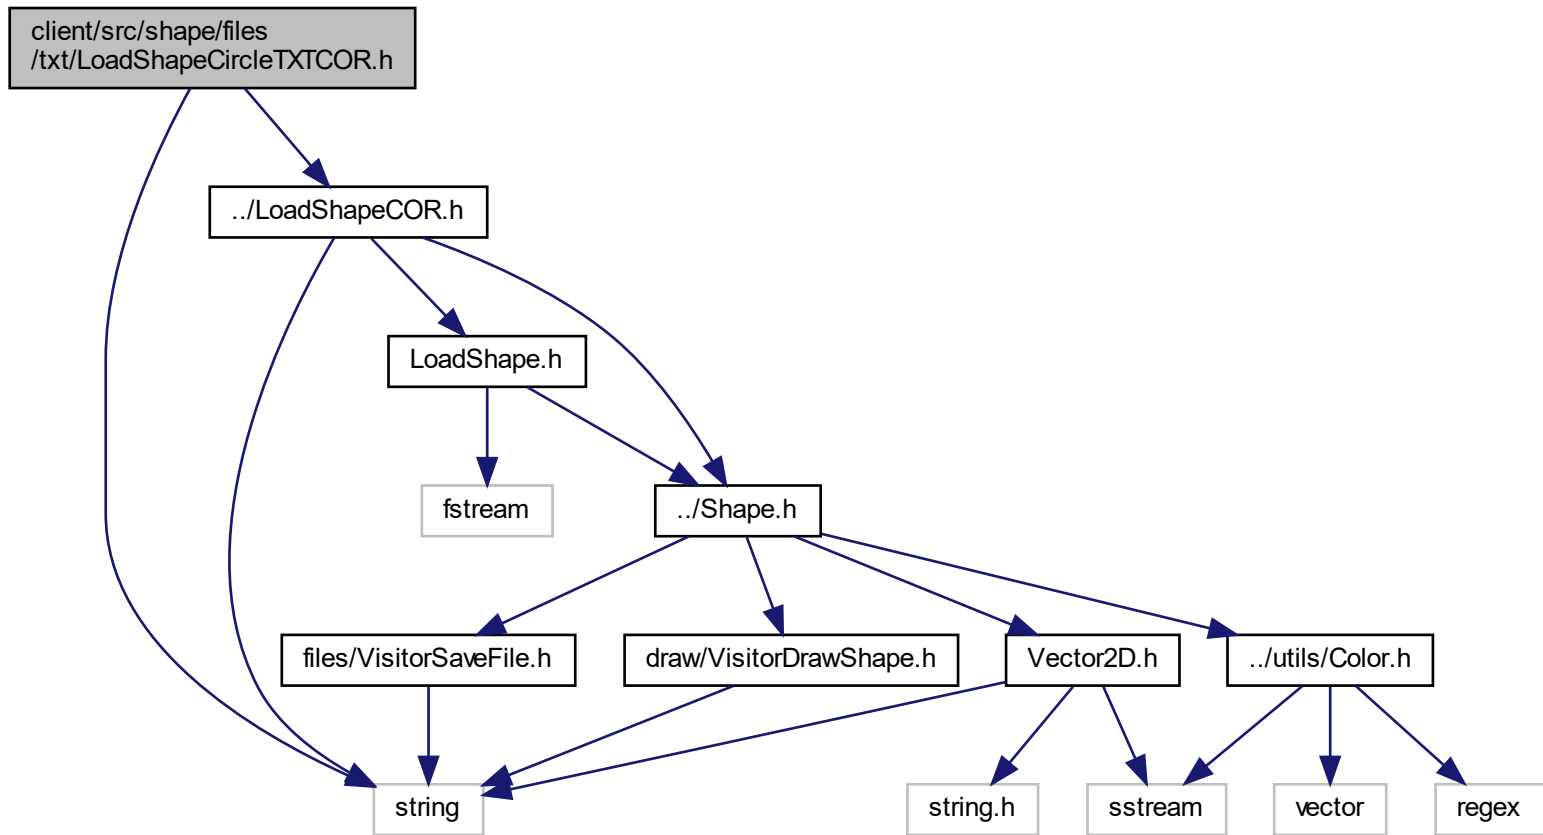 client/src/shape/files
/txt/LoadShapeCircleTXTCOR.h
../LoadShapeCOR.h
LoadShape.h
fstream
../Shape.h
files/VisitorSaveFile.h
draw/VisitorDrawShape.h
Vector2D.h
../utils/Color.h
string
string.h
sstream
vector
regex